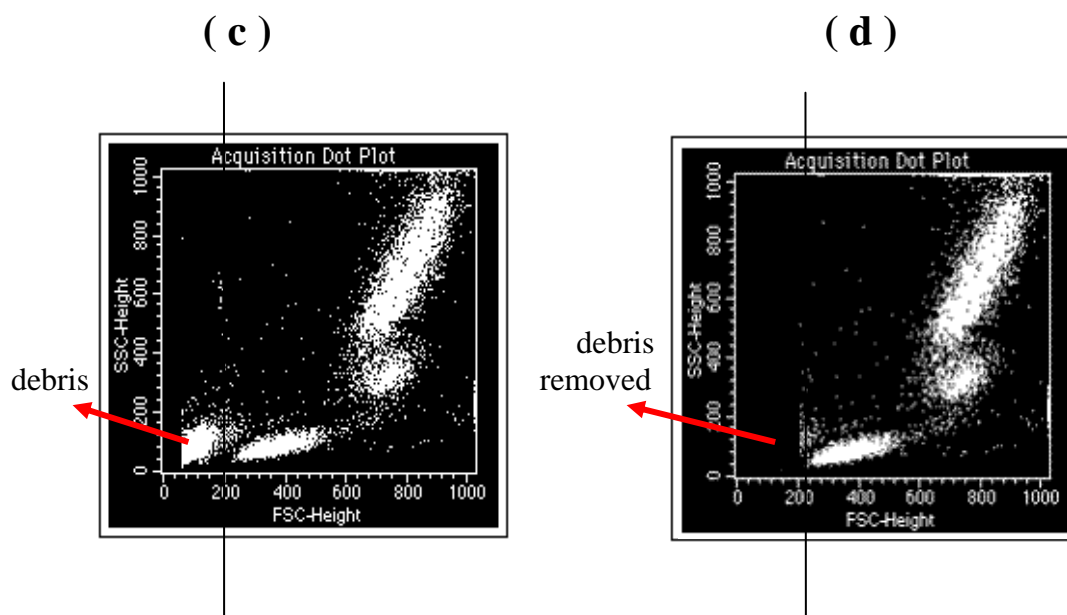 ( c )
( d )
Acquisition Dot Plot
SSC-Height
1000
800
600
400
200
0
0 200 400 600 800 1000
FSC-Height
debris
Acquisition Dot Plot
SSC-Height
1000
800
600
400
200
0
0 200 400 600 800 1000
FSC-Height
debris
removed